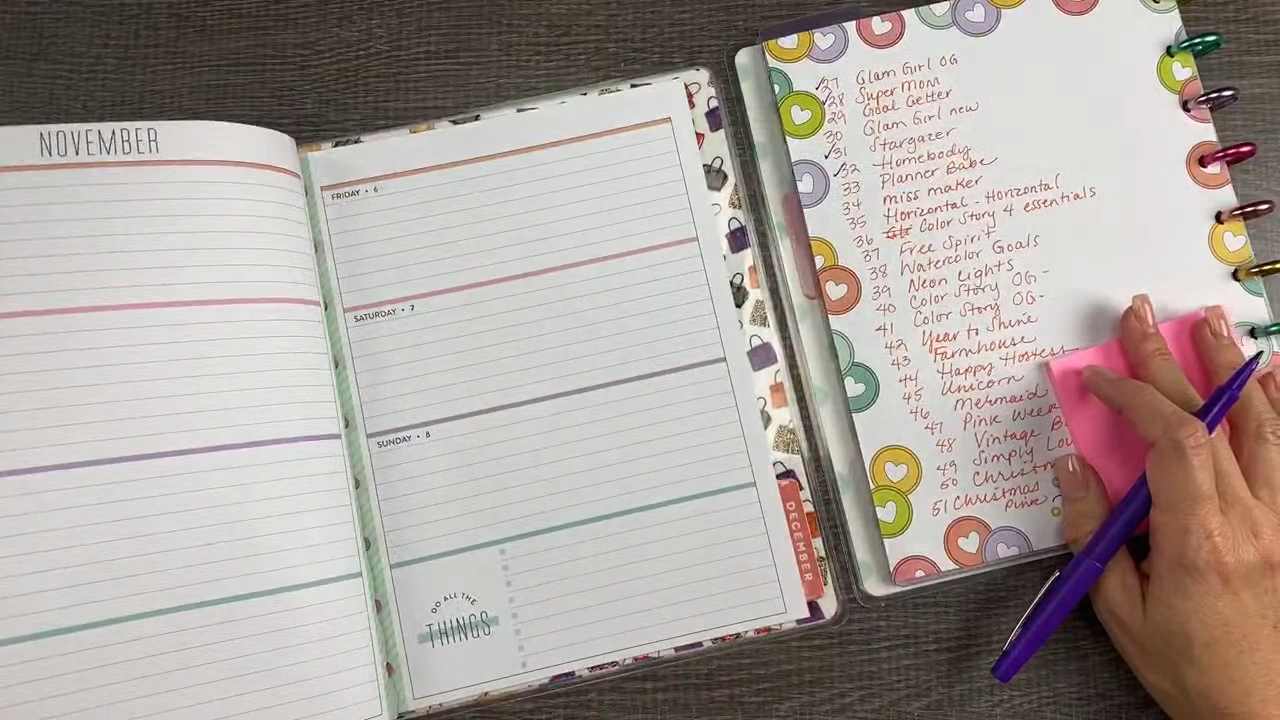 NOVEMBER
FRIDAY • 6
SATURDAY • 7
SUNDAY • 8
DO ALL THE
THINGS
DECEMBER
✓27 Glam Girl OG
✓28 Super Mom
29 Goal Getter
30 Glam Girl new
✓31 Stargazer
✓32 Homebody
33 Planner Babe
34 miss maker
35 Horizontal - Horizontal
36 Color Story 4 essentials
37 Free Spirit
38 Watercolor Goals
39 Neon Lights
40 Color Story OG -
41 Color Story OG -
42 Year to Shine
43 Farmhouse
44 Happy Hostess
45 Unicorn
46 mermaid
47 Pink
48 Vintage
49 Simply
50
51 Christmas
Pink